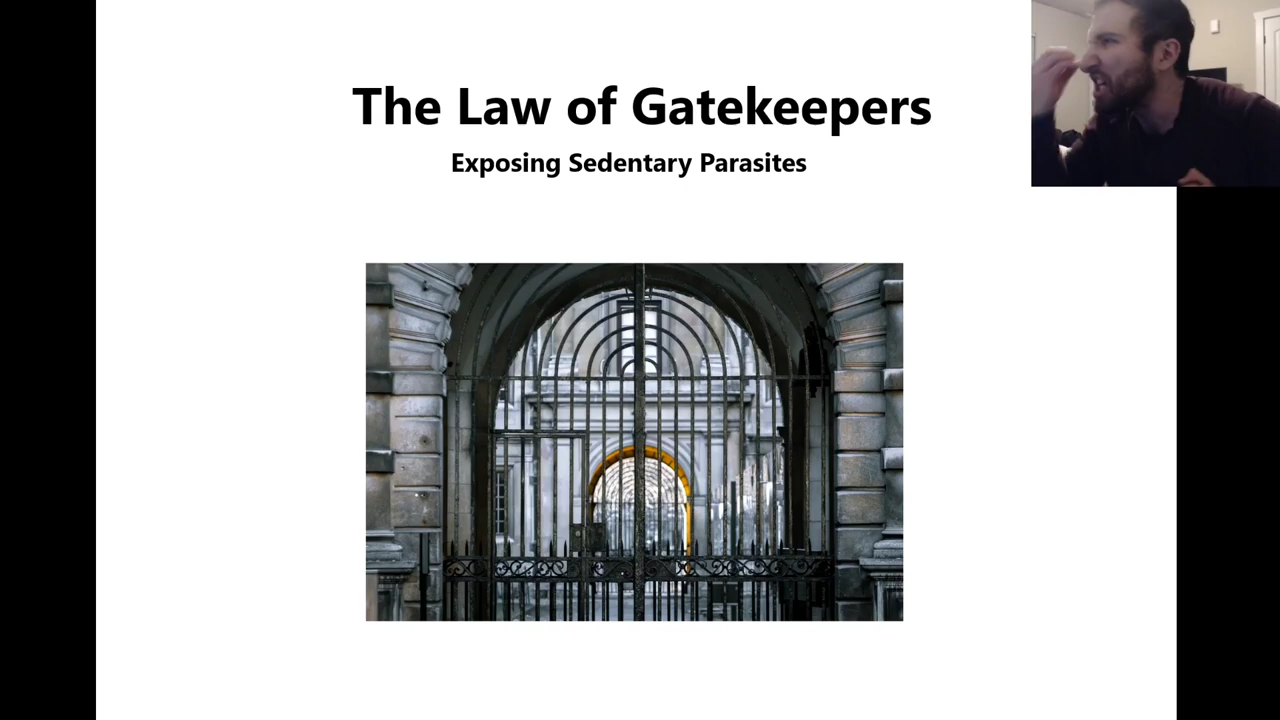 The Law of Gatekeepers
Exposing Sedentary Parasites